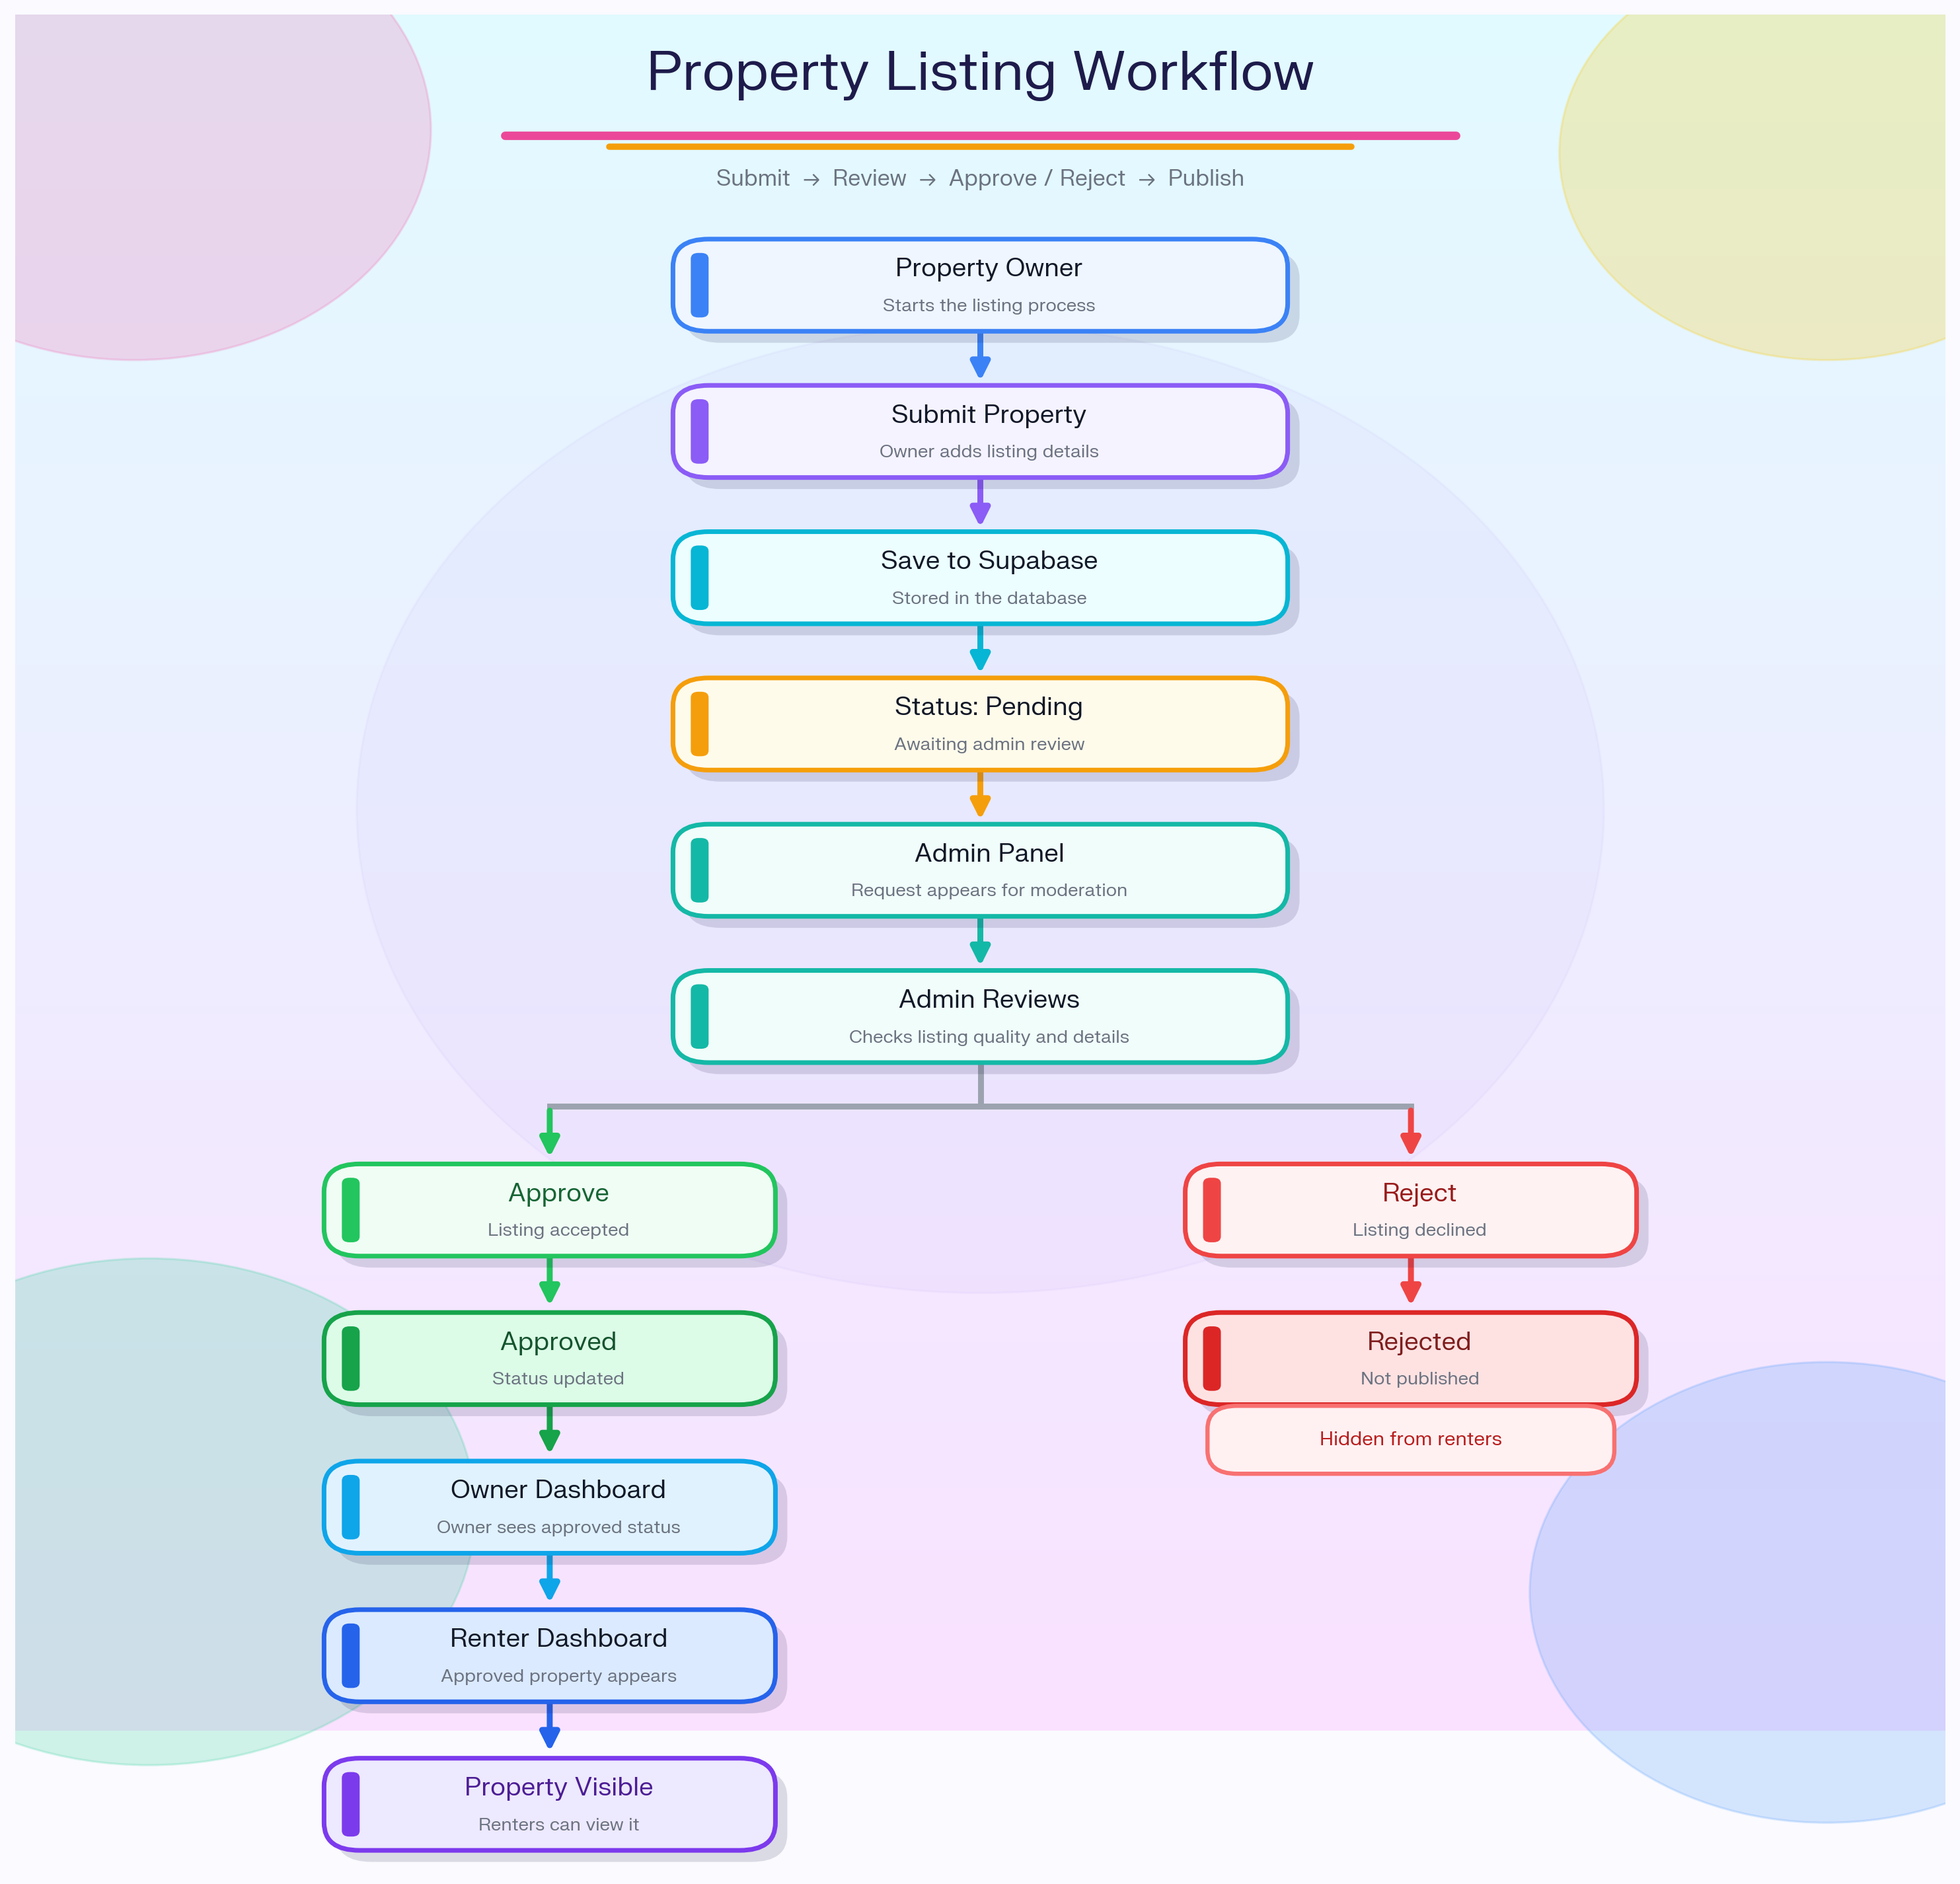 Property Listing Workflow
Submit → Review → Approve / Reject → Publish
Property Owner
Starts the listing process
Submit Property
Owner adds listing details
Save to Supabase
Stored in the database
Status: Pending
Awaiting admin review
Admin Panel
Request appears for moderation
Admin Reviews
Checks listing quality and details
Approve
Listing accepted
Reject
Listing declined
Approved
Status updated
Rejected
Not published
Hidden from renters
Owner Dashboard
Owner sees approved status
Renter Dashboard
Approved property appears
Property Visible
Renters can view it